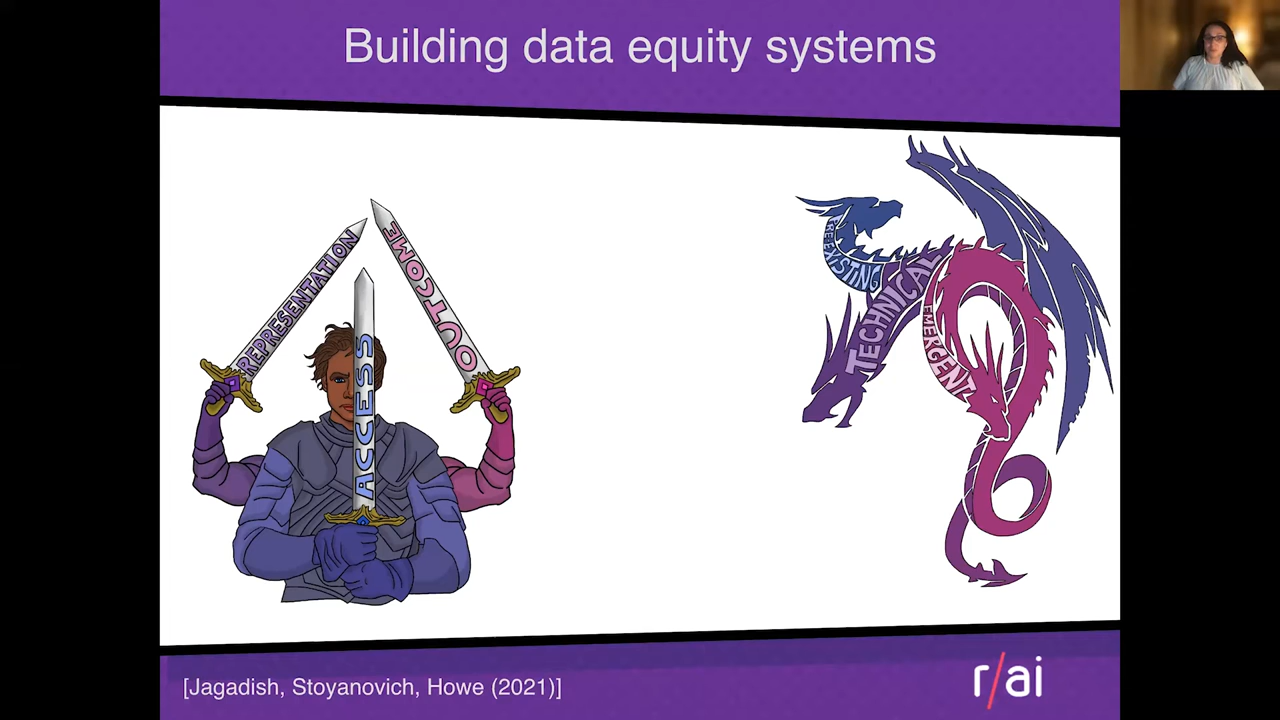 Building data equity systems
REPRESENTATION
ACCESS
OUTCOME
PRE-EXISTING
TECHNICAL
EMERGENT
[Jagadish, Stoyanovich, Howe (2021)]
r/ai